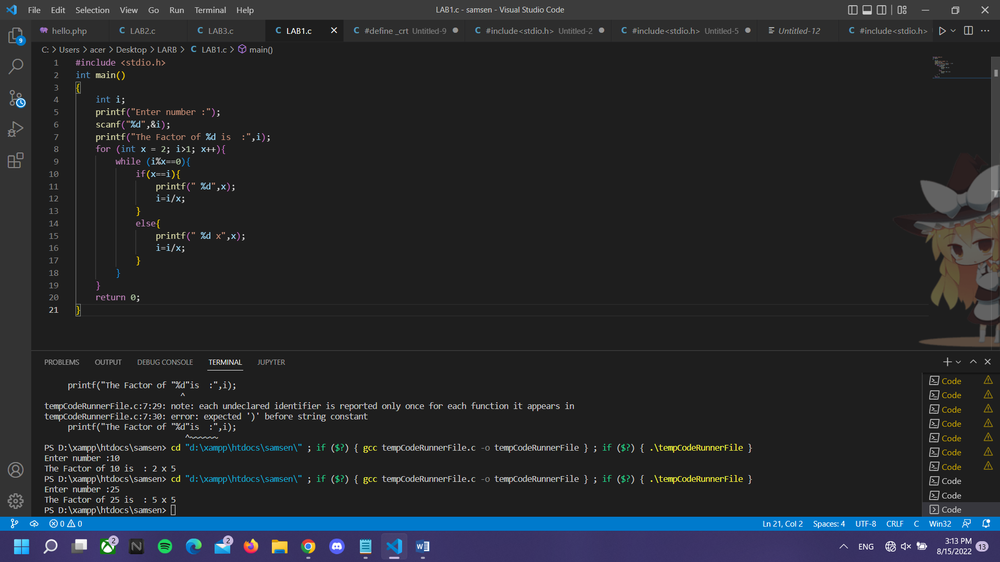 File Edit Selection View Go Run Terminal Help
LAB1.c - samsen - Visual Studio Code
hello.php
C LAB2.c
C LAB3.c
C LAB1.c
C #define _crt Untitled-9
C #include<stdio.h> Untitled-2
C #include<stdio.h> Untitled-5
Untitled-12
C #include<stdio.h>
9
C: > Users > acer > Desktop > LARB > C LAB1.c > main()
1 #include <stdio.h>
2 int main()
3 {
4     int i;
5     printf("Enter number :");
6     scanf("%d",&i);
7     printf("The Factor of %d is  :",i);
8     for (int x = 2; i>1; x++){
9         while (i%x==0){
10             if(x==i){
11                 printf(" %d",x);
12                 i=i/x;
13             }
14             else{
15                 printf(" %d x",x);
16                 i=i/x;
17             }
18         }
19     }
20     return 0;
21 }
PROBLEMS OUTPUT DEBUG CONSOLE TERMINAL JUPYTER
     printf("The Factor of "%d"is  :",i);
                             ^
tempCodeRunnerFile.c:7:29: note: each undeclared identifier is reported only once for each function it appears in
tempCodeRunnerFile.c:7:30: error: expected ')' before string constant
     printf("The Factor of "%d"is  :",i);
                              ^~~~~~~
PS D:\xampp\htdocs\samsen> cd "d:\xampp\htdocs\samsen\" ; if ($?) { gcc tempCodeRunnerFile.c -o tempCodeRunnerFile } ; if ($?) { .\tempCodeRunnerFile }
Enter number :10
The Factor of 10 is  : 2 x 5
PS D:\xampp\htdocs\samsen> cd "d:\xampp\htdocs\samsen\" ; if ($?) { gcc tempCodeRunnerFile.c -o tempCodeRunnerFile } ; if ($?) { .\tempCodeRunnerFile }
Enter number :25
The Factor of 25 is  : 5 x 5
PS D:\xampp\htdocs\samsen>
Code
Code
Code
Code
Code
Code
Code
Code
Code
Code
0 0
Ln 21, Col 2 Spaces: 4 UTF-8 CRLF C Win32
2
N
2
W
ENG
3:13 PM
8/15/2022
13